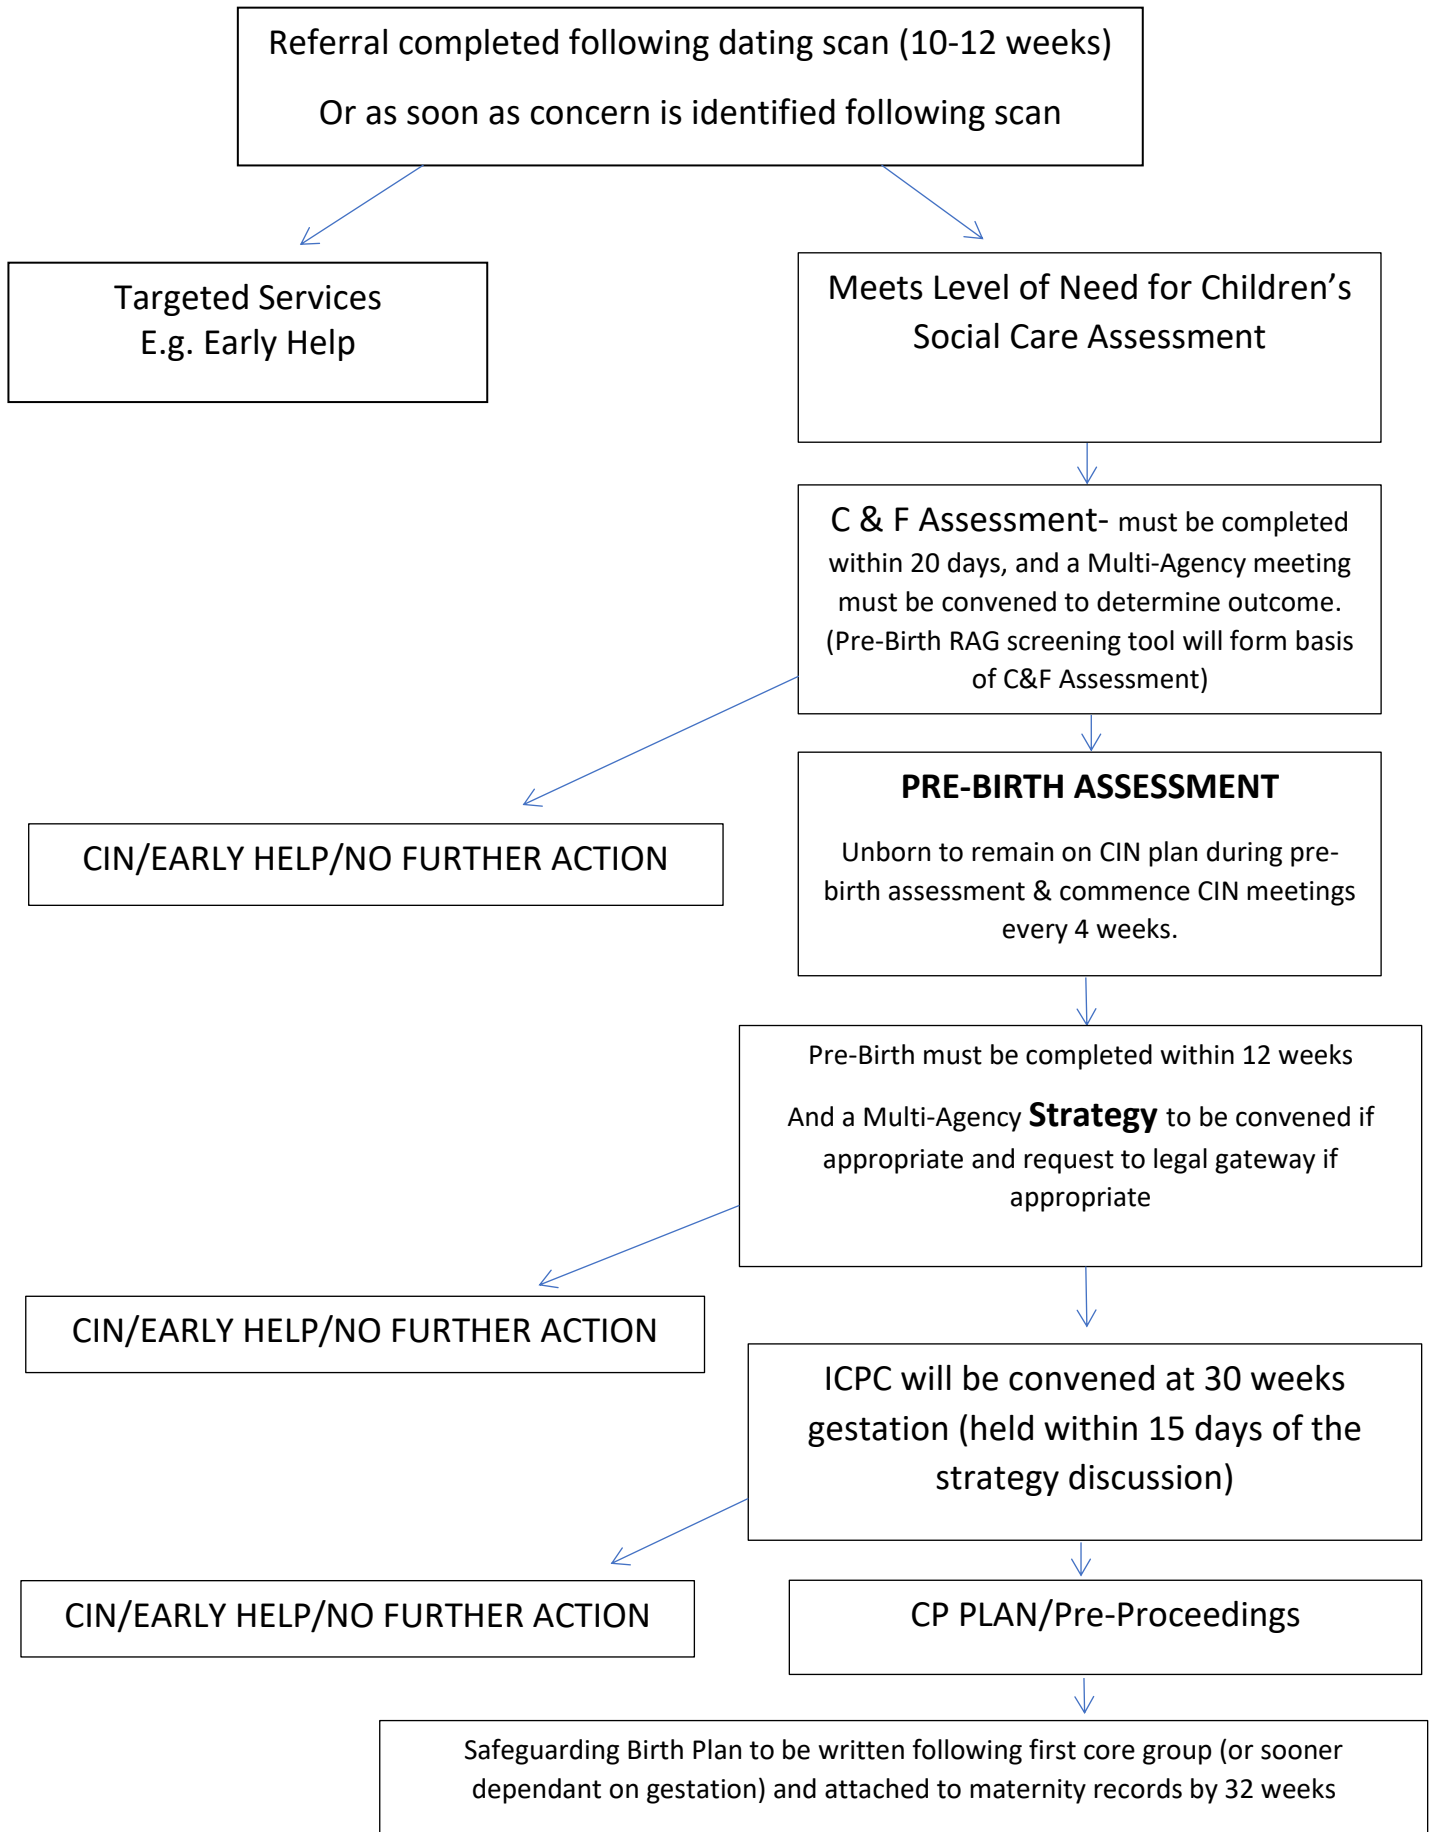 Referral completed following dating scan (10-12 weeks)
Or as soon as concern is identified following scan
Targeted Services
E.g. Early Help
Meets Level of Need for Children’s
Social Care Assessment
C & F Assessment- must be completed
within 20 days, and a Multi-Agency meeting
must be convened to determine outcome.
(Pre-Birth RAG screening tool will form basis
of C&F Assessment)
CIN/EARLY HELP/NO FURTHER ACTION
PRE-BIRTH ASSESSMENT
Unborn to remain on CIN plan during pre-
birth assessment & commence CIN meetings
every 4 weeks.
Pre-Birth must be completed within 12 weeks
And a Multi-Agency Strategy to be convened if
appropriate and request to legal gateway if
appropriate
CIN/EARLY HELP/NO FURTHER ACTION
ICPC will be convened at 30 weeks
gestation (held within 15 days of the
strategy discussion)
CIN/EARLY HELP/NO FURTHER ACTION
CP PLAN/Pre-Proceedings
Safeguarding Birth Plan to be written following first core group (or sooner
dependant on gestation) and attached to maternity records by 32 weeks